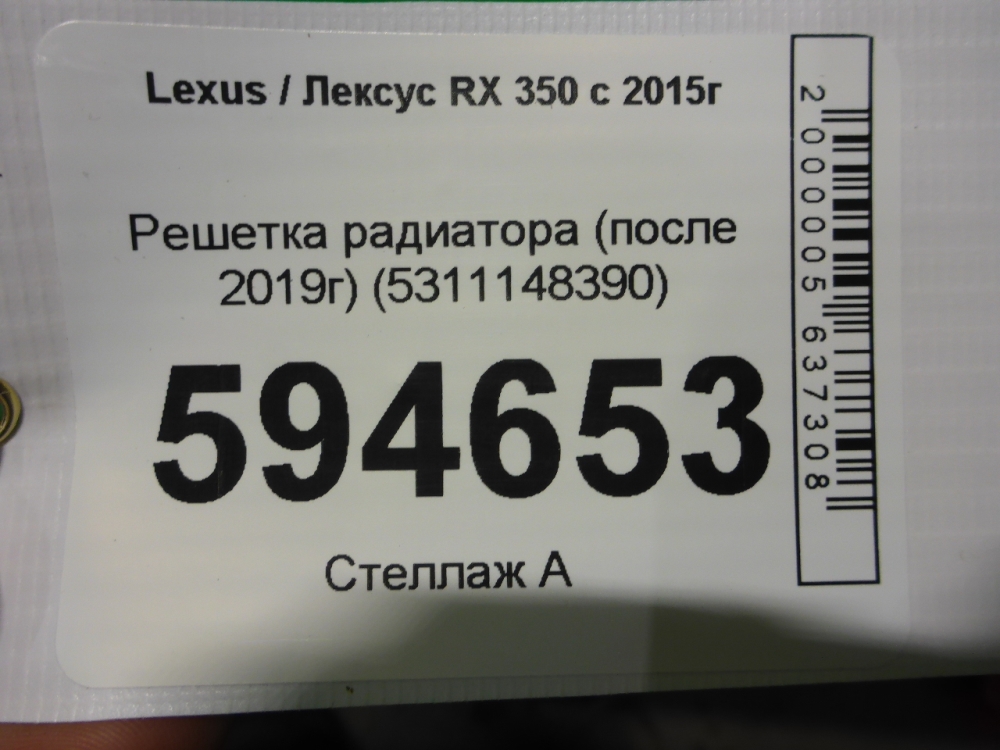 Lexus / Лексус RX 350 с 2015г
Решетка радиатора (после
2019г) (5311148390)
594653
Стеллаж А
2000005637308